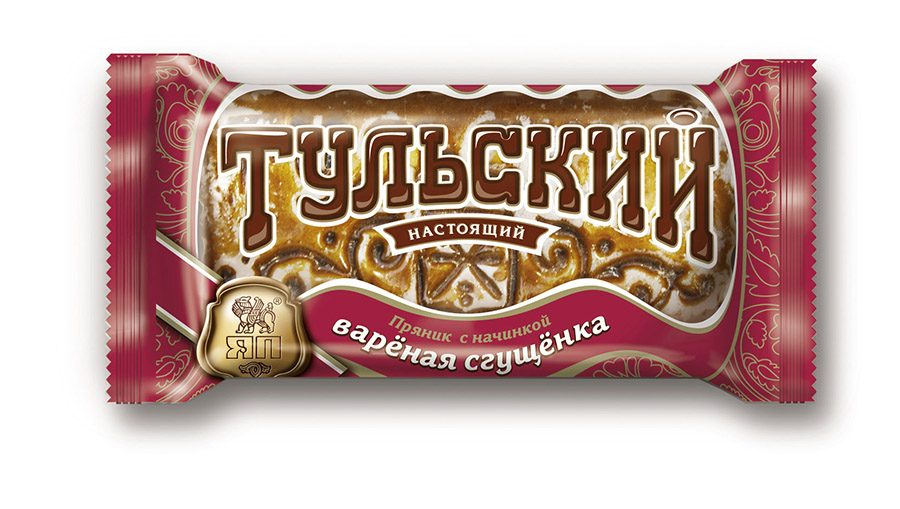 ТУЛЬСКИЙ
НАСТОЯЩИЙ
Пряник с начинкой
варёная сгущёнка
®
ЯП